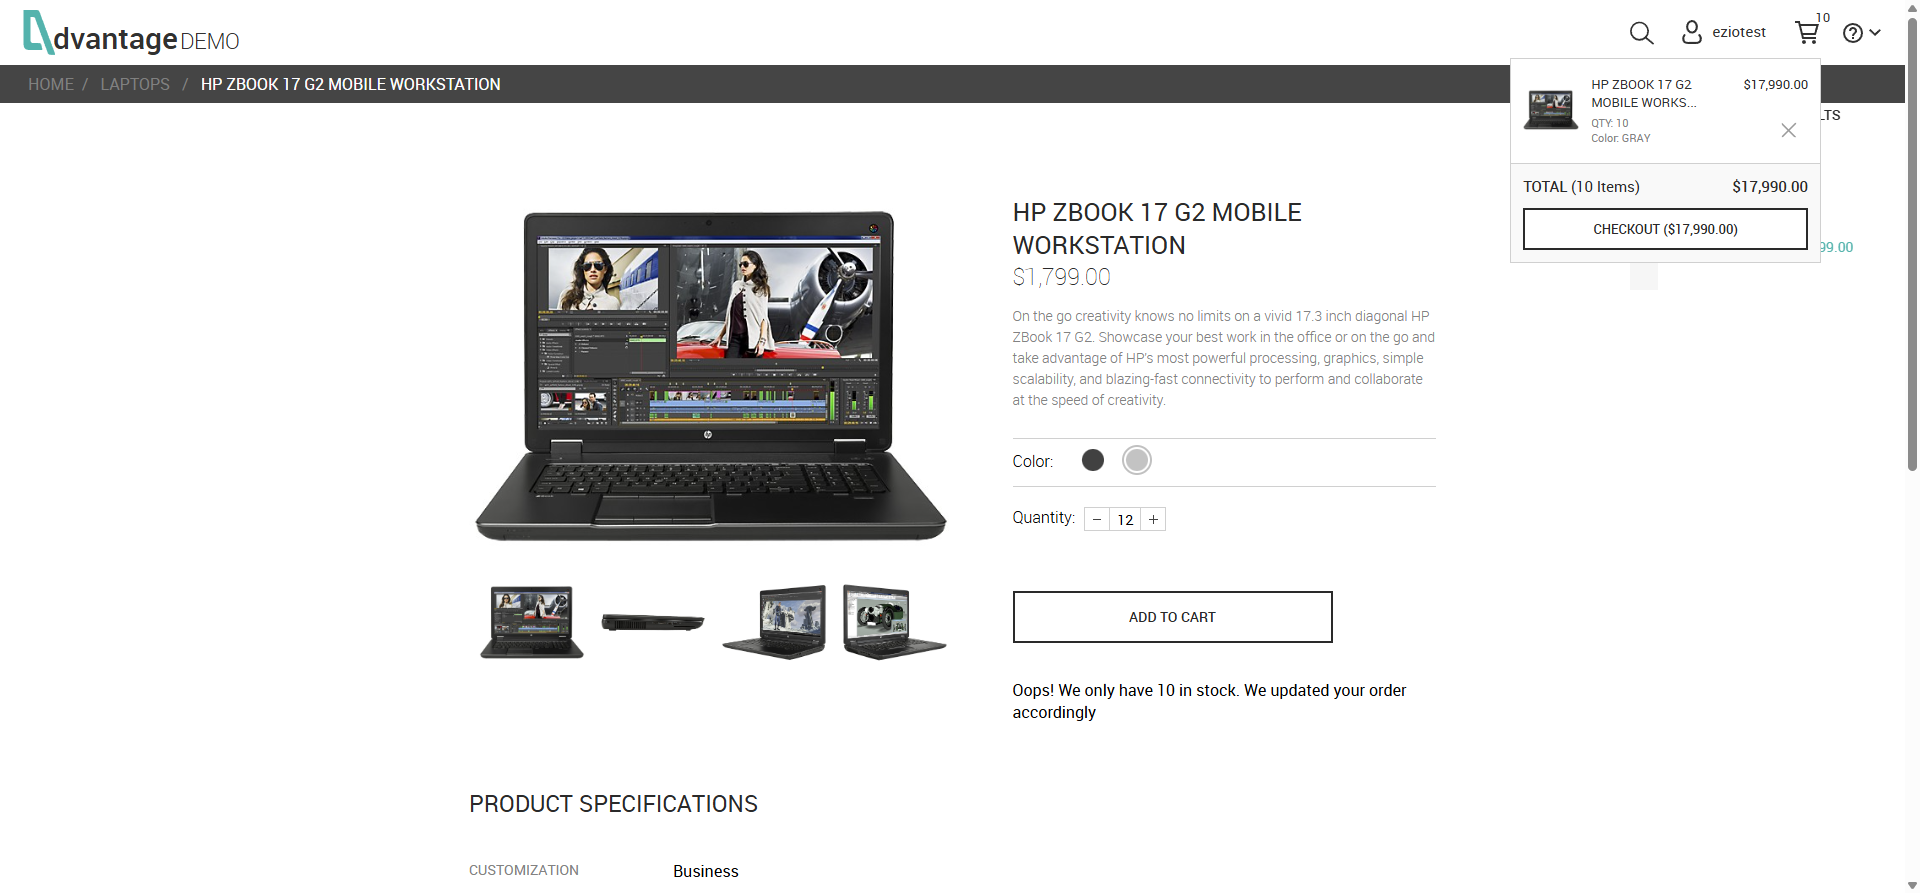 dvantage DEMO
eziotest
10
HOME / LAPTOPS / HP ZBOOK 17 G2 MOBILE WORKSTATION
HP ZBOOK 17 G2 $17,990.00
MOBILE WORKS...
QTY: 10
Color: GRAY
LTS
TOTAL (10 Items) $17,990.00
CHECKOUT ($17,990.00)
99.00
HP ZBOOK 17 G2 MOBILE
WORKSTATION
$1,799.00
On the go creativity knows no limits on a vivid 17.3 inch diagonal HP
ZBook 17 G2. Showcase your best work in the office or on the go and
take advantage of HP's most powerful processing, graphics, simple
scalability, and blazing-fast connectivity to perform and collaborate
at the speed of creativity.
Color:
Quantity: − 12 +
ADD TO CART
Oops! We only have 10 in stock. We updated your order
accordingly
PRODUCT SPECIFICATIONS
CUSTOMIZATION Business